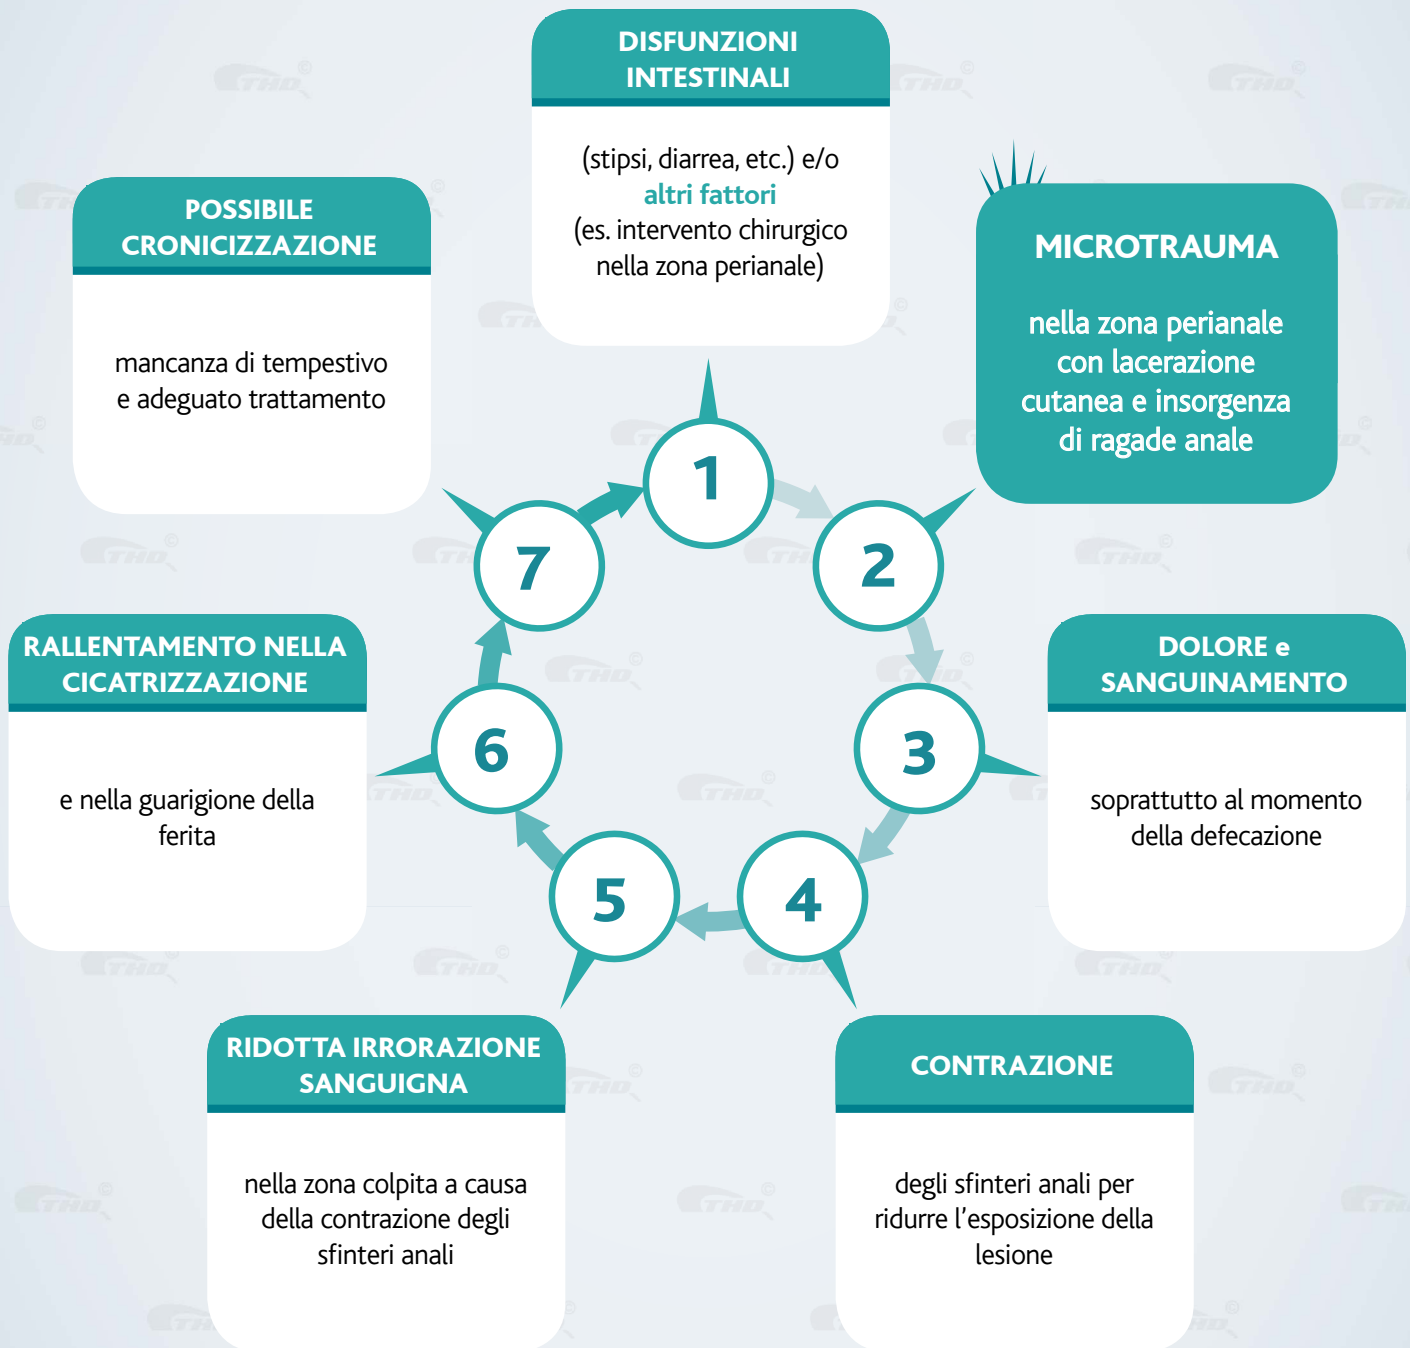 DISFUNZIONI
INTESTINALI
(stipsi, diarrea, etc.) e/o
altri fattori
(es. intervento chirurgico
nella zona perianale)
MICROTRAUMA
nella zona perianale
con lacerazione
cutanea e insorgenza
di ragade anale
DOLORE e
SANGUINAMENTO
soprattutto al momento
della defecazione
CONTRAZIONE
degli sfinteri anali per
ridurre l'esposizione della
lesione
RIDOTTA IRRORAZIONE
SANGUIGNA
nella zona colpita a causa
della contrazione degli
sfinteri anali
RALLENTAMENTO NELLA
CICATRIZZAZIONE
e nella guarigione della
ferita
POSSIBILE
CRONICIZZAZIONE
mancanza di tempestivo
e adeguato trattamento
1
2
3
4
5
6
7
THD©